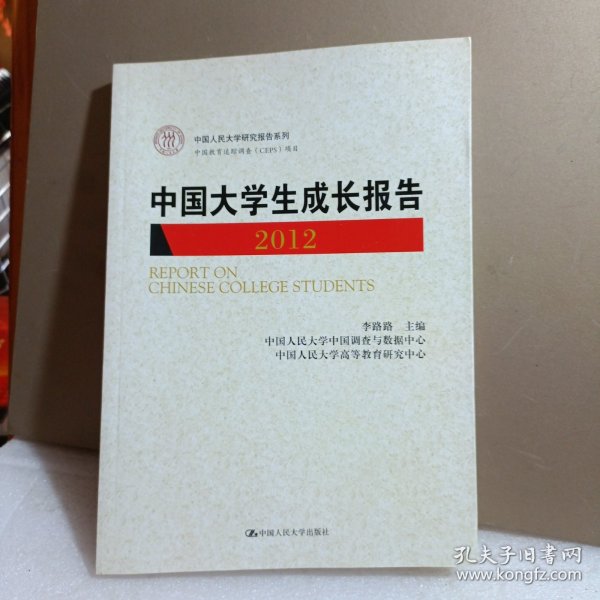 中国人民大学研究报告系列
中国教育追踪调查(CEPS)项目
中国大学生成长报告
2012
REPORT ON
CHINESE COLLEGE STUDENTS
李路路 主编
中国人民大学中国调查与数据中心
中国人民大学高等教育研究中心
中国人民大学出版社
孔夫子旧书网
www.kongfz.com